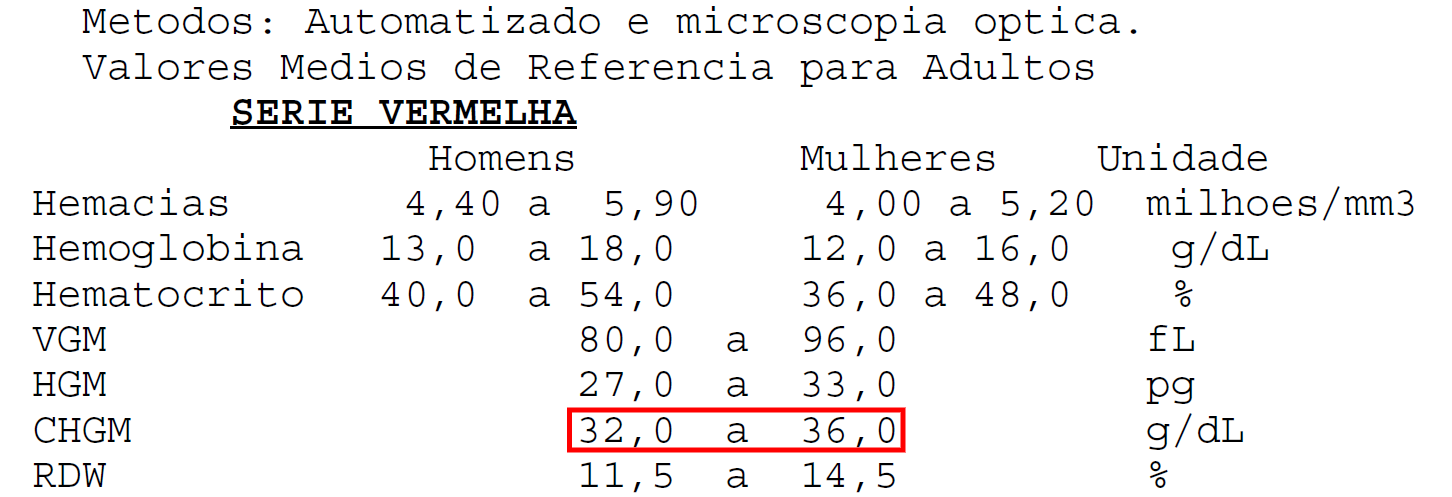 Metodos: Automatizado e microscopia optica.
Valores Medios de Referencia para Adultos
SERIE VERMELHA
Homens Mulheres Unidade
Hemacias 4,40 a 5,90 4,00 a 5,20 milhoes/mm3
Hemoglobina 13,0 a 18,0 12,0 a 16,0 g/dL
Hematocrito 40,0 a 54,0 36,0 a 48,0 %
VGM 80,0 a 96,0 fL
HGM 27,0 a 33,0 pg
CHGM 32,0 a 36,0 g/dL
RDW 11,5 a 14,5 %